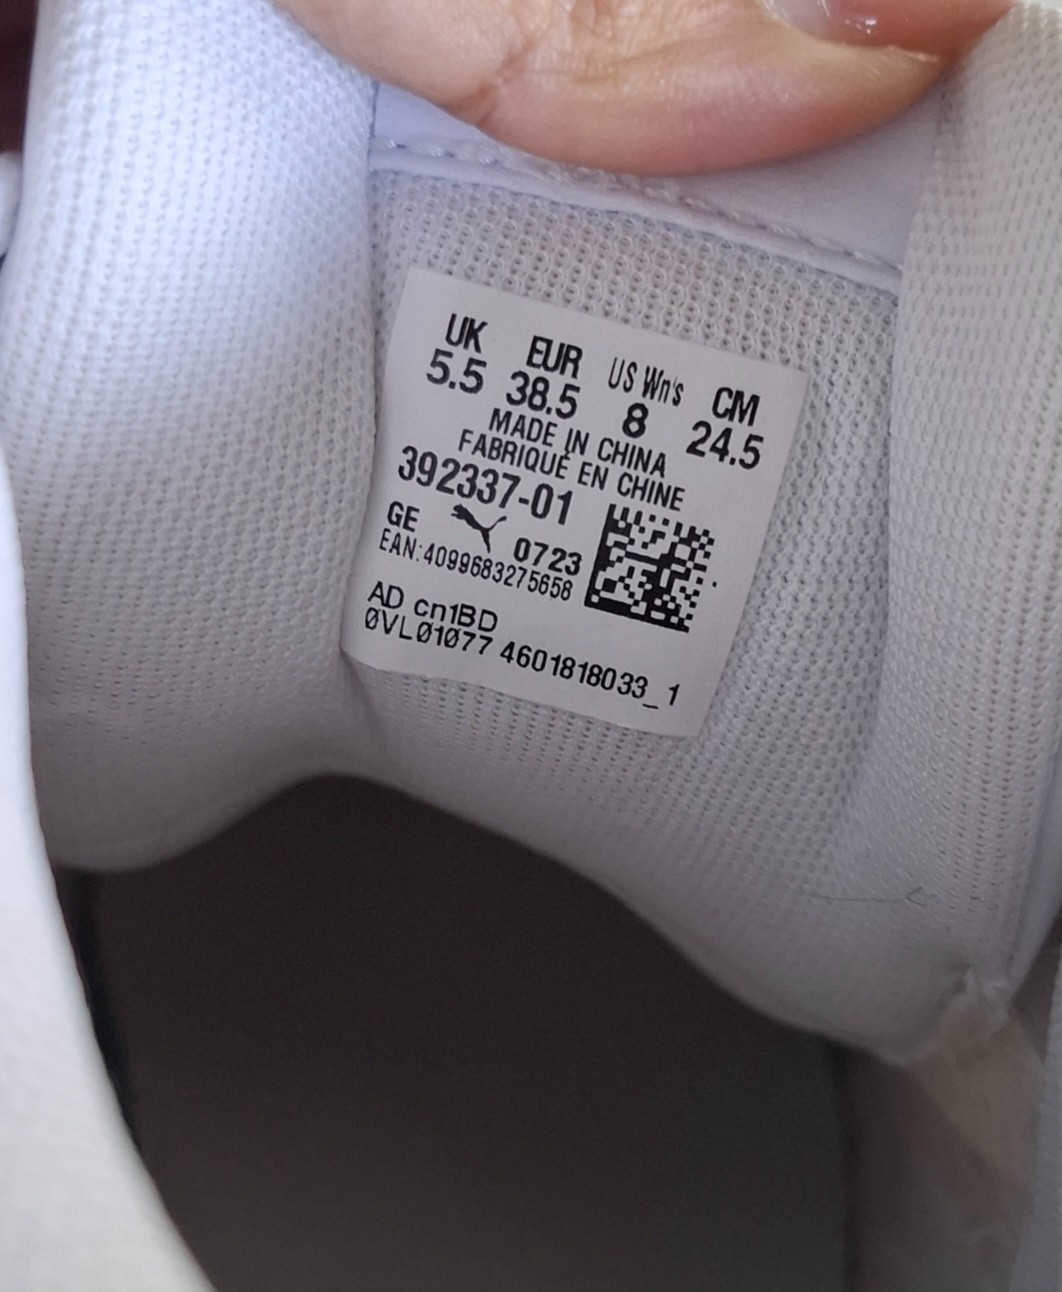 UK EUR US Wn's CM
5.5 38.5 8 24.5
MADE IN CHINA
FABRIQUÉ EN CHINE
392337-01
GE 0723
EAN:4099683275658
AD cn1BD
0VL01077 4601818033_1